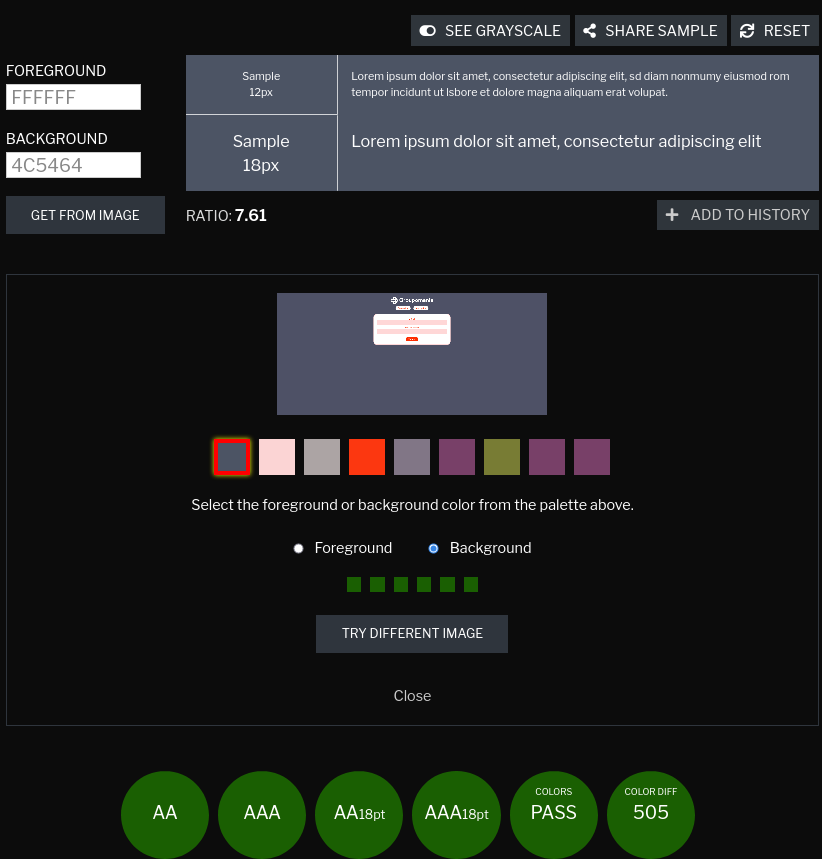 SEE GRAYSCALE
SHARE SAMPLE
RESET
FOREGROUND
FFFFFF
BACKGROUND
4C5464
GET FROM IMAGE
Sample
12px
Lorem ipsum dolor sit amet, consectetur adipiscing elit, sd diam nonmumy eiusmod rom
tempor incidunt ut lsbore et dolore magna aliquam erat volupat.
Sample
18px
Lorem ipsum dolor sit amet, consectetur adipiscing elit
RATIO: 7.61
ADD TO HISTORY
Groupomania
Select the foreground or background color from the palette above.
Foreground
Background
TRY DIFFERENT IMAGE
Close
AA
AAA
AA18pt
AAA18pt
COLORS
PASS
COLOR DIFF
505